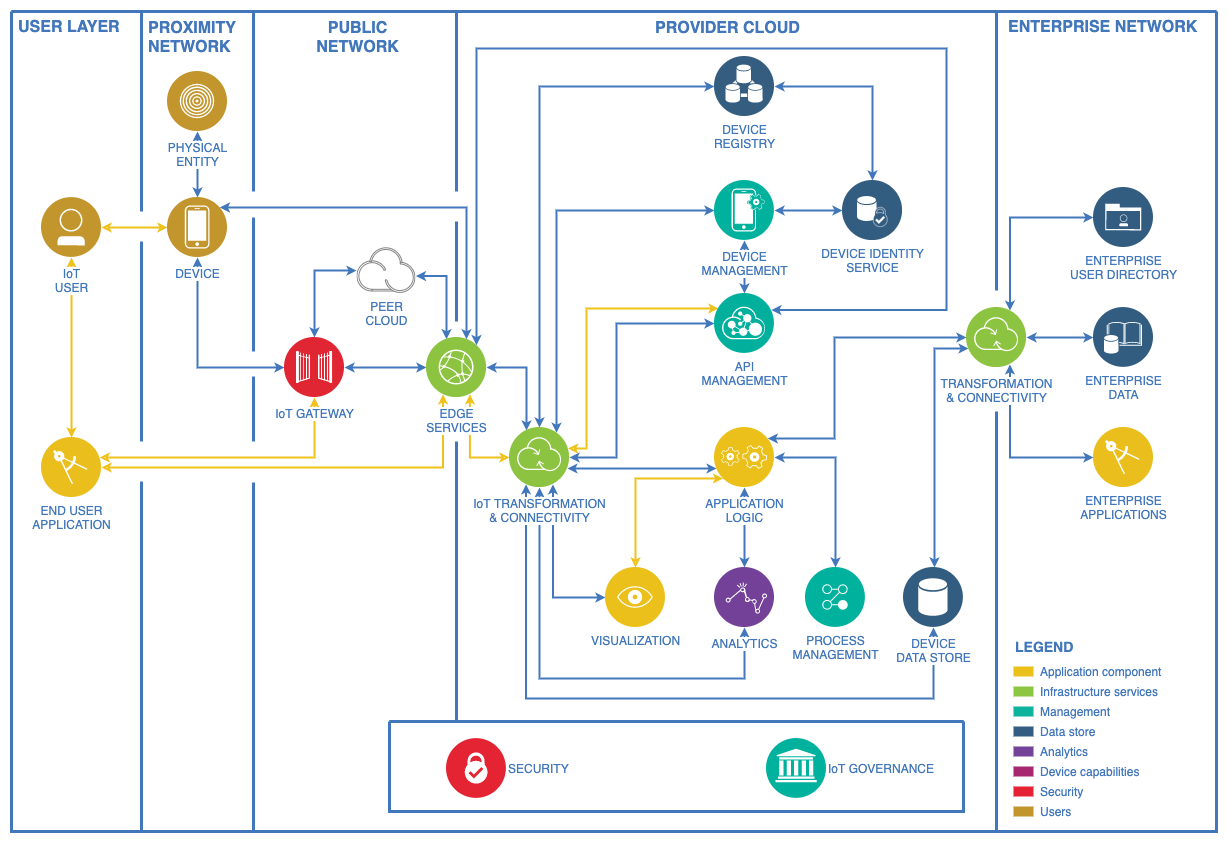 USER LAYER
PROXIMITY
NETWORK
PUBLIC
NETWORK
PROVIDER CLOUD
ENTERPRISE NETWORK
PHYSICAL
ENTITY
IoT
USER
DEVICE
PEER
CLOUD
IoT GATEWAY
EDGE
SERVICES
END USER
APPLICATION
DEVICE
REGISTRY
DEVICE
MANAGEMENT
DEVICE IDENTITY
SERVICE
API
MANAGEMENT
IoT TRANSFORMATION
& CONNECTIVITY
APPLICATION
LOGIC
VISUALIZATION
ANALYTICS
PROCESS
MANAGEMENT
DEVICE
DATA STORE
TRANSFORMATION
& CONNECTIVITY
ENTERPRISE
USER DIRECTORY
ENTERPRISE
DATA
ENTERPRISE
APPLICATIONS
SECURITY
IoT GOVERNANCE
LEGEND
Application component
Infrastructure services
Management
Data store
Analytics
Device capabilities
Security
Users